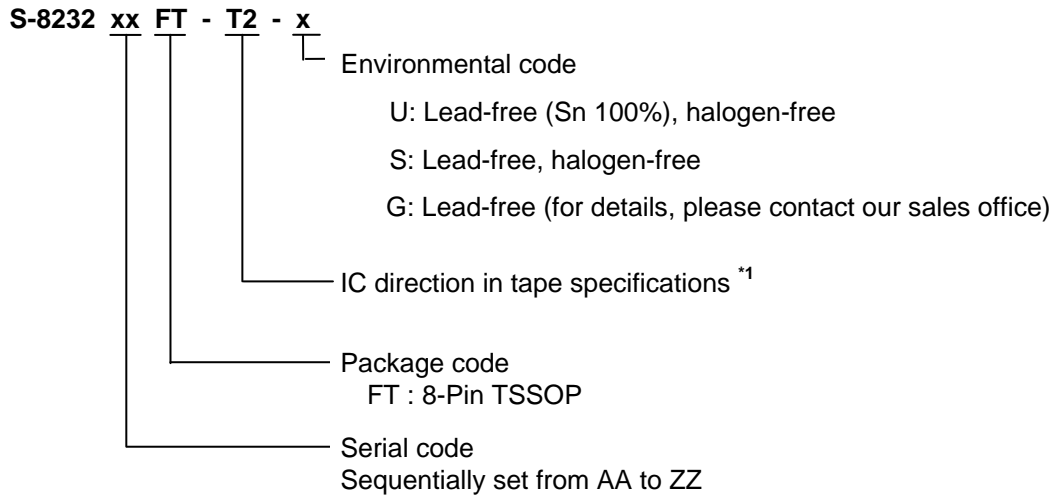 S-8232 xx FT - T2 - x
Environmental code
U: Lead-free (Sn 100%), halogen-free
S: Lead-free, halogen-free
G: Lead-free (for details, please contact our sales office)
IC direction in tape specifications *1
Package code
FT : 8-Pin TSSOP
Serial code
Sequentially set from AA to ZZ